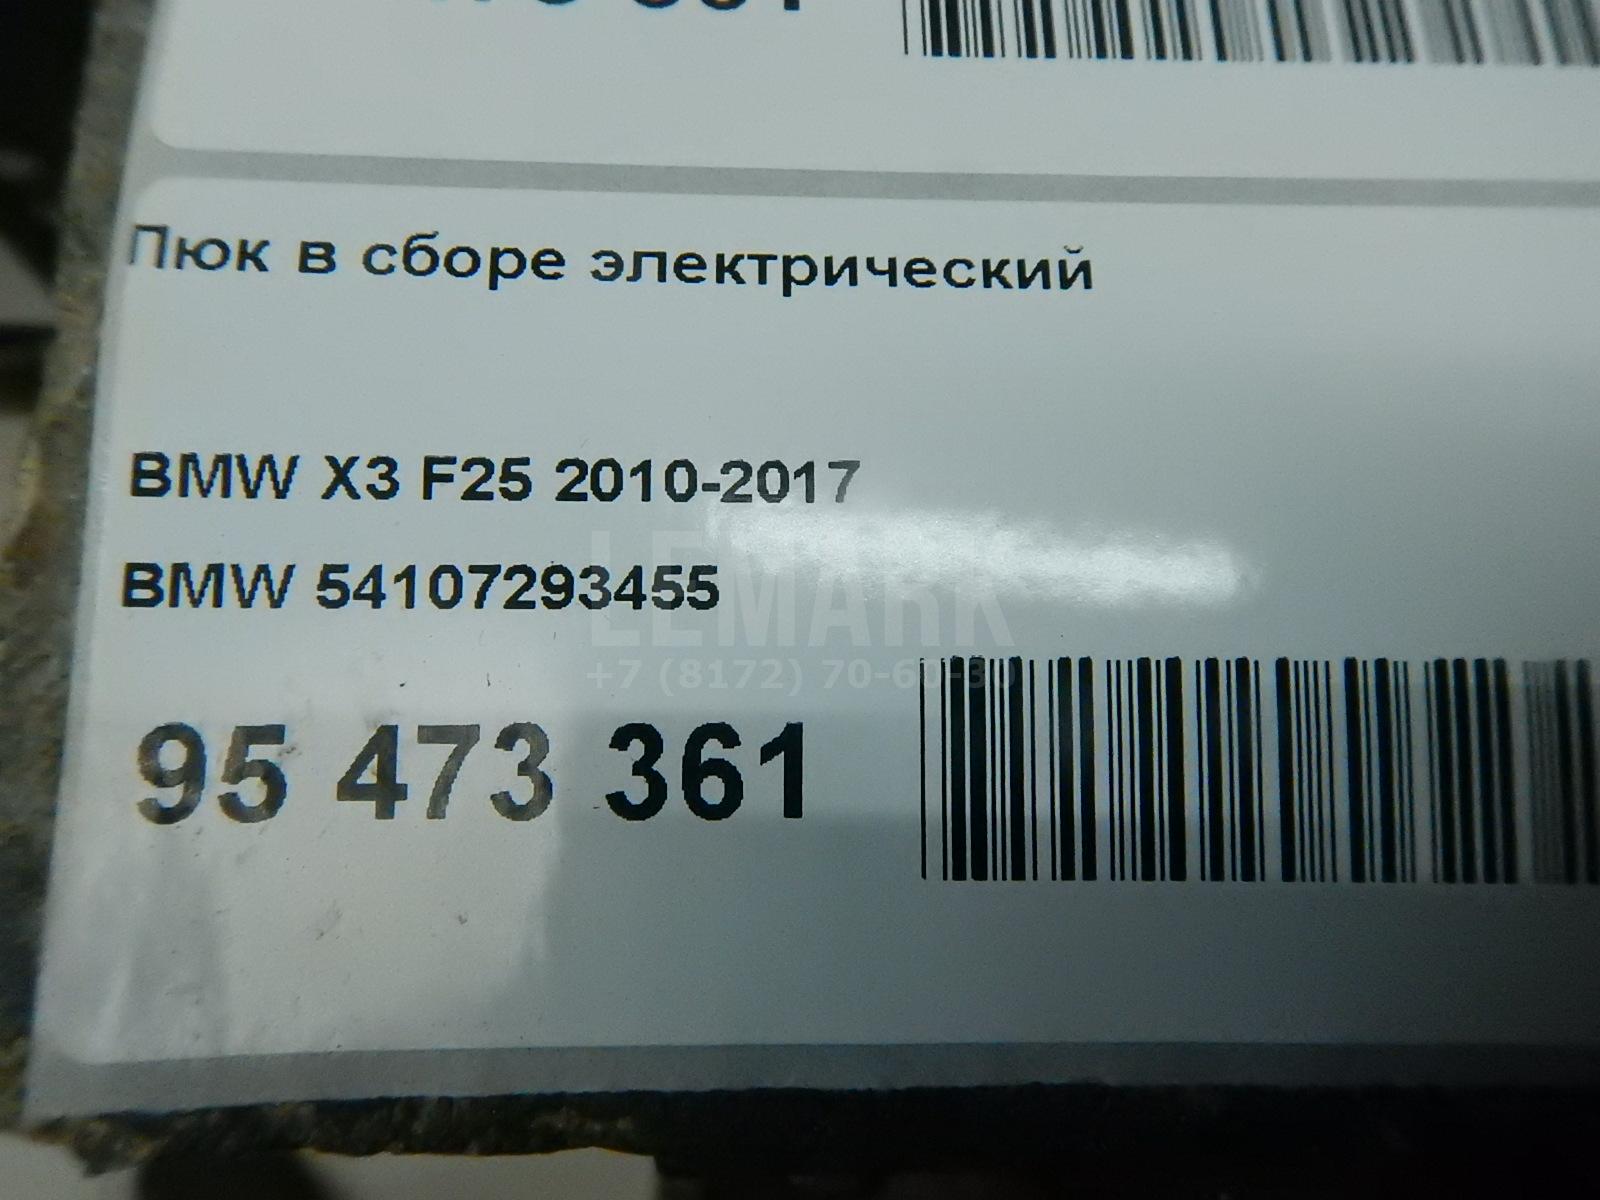 Люк в сборе электрический
BMW X3 F25 2010-2017
BMW 54107293455
LEMARK
+7 (8172) 70-60-30
95 473 361